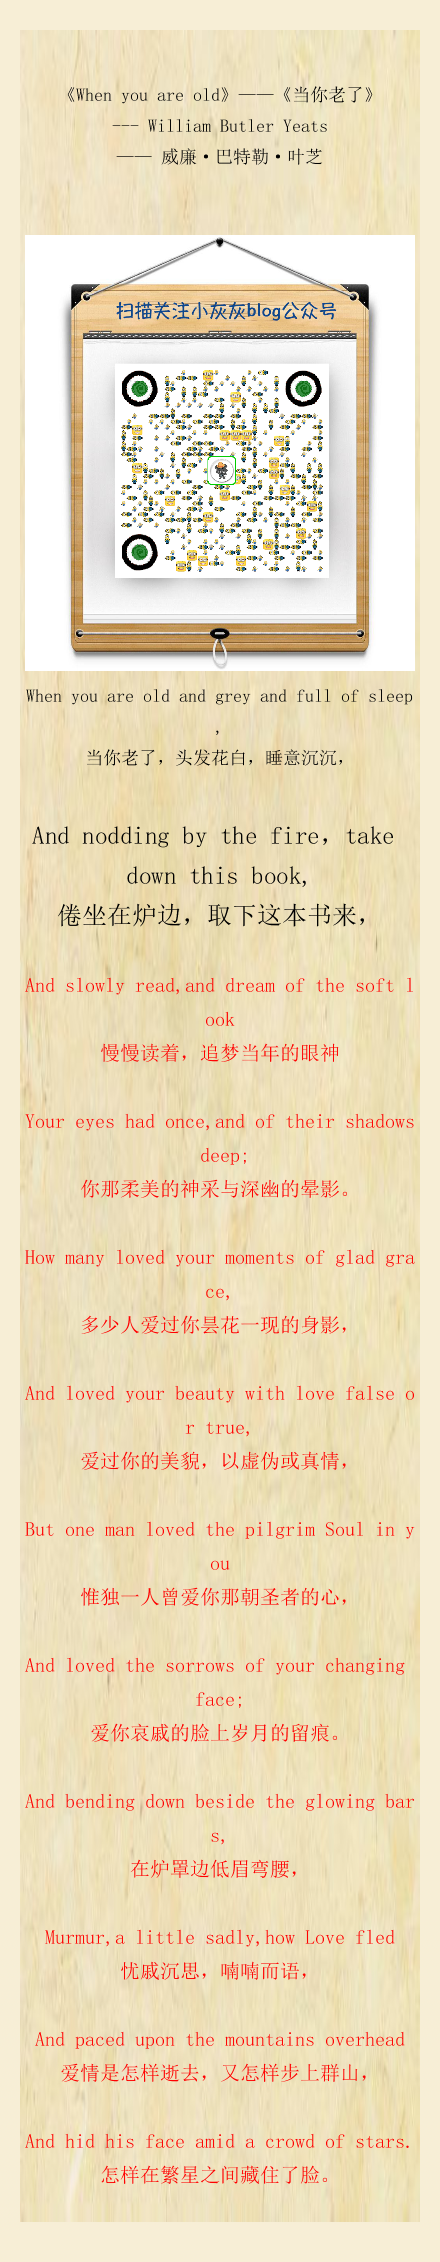 《When you are old》——《当你老了》
--- William Butler Yeats
—— 威廉·巴特勒·叶芝
扫描关注小灰灰blog公众号
When you are old and grey and full of sleep
,
当你老了，头发花白，睡意沉沉，
And nodding by the fire，take
down this book,
倦坐在炉边，取下这本书来，
And slowly read,and dream of the soft l
ook
慢慢读着，追梦当年的眼神
Your eyes had once,and of their shadows
deep;
你那柔美的神采与深幽的晕影。
How many loved your moments of glad gra
ce,
多少人爱过你昙花一现的身影，
And loved your beauty with love false o
r true,
爱过你的美貌，以虚伪或真情，
But one man loved the pilgrim Soul in y
ou
惟独一人曾爱你那朝圣者的心，
And loved the sorrows of your changing
face;
爱你哀戚的脸上岁月的留痕。
And bending down beside the glowing bar
s,
在炉罩边低眉弯腰，
Murmur,a little sadly,how Love fled
忧戚沉思，喃喃而语，
And paced upon the mountains overhead
爱情是怎样逝去，又怎样步上群山，
And hid his face amid a crowd of stars.
怎样在繁星之间藏住了脸。